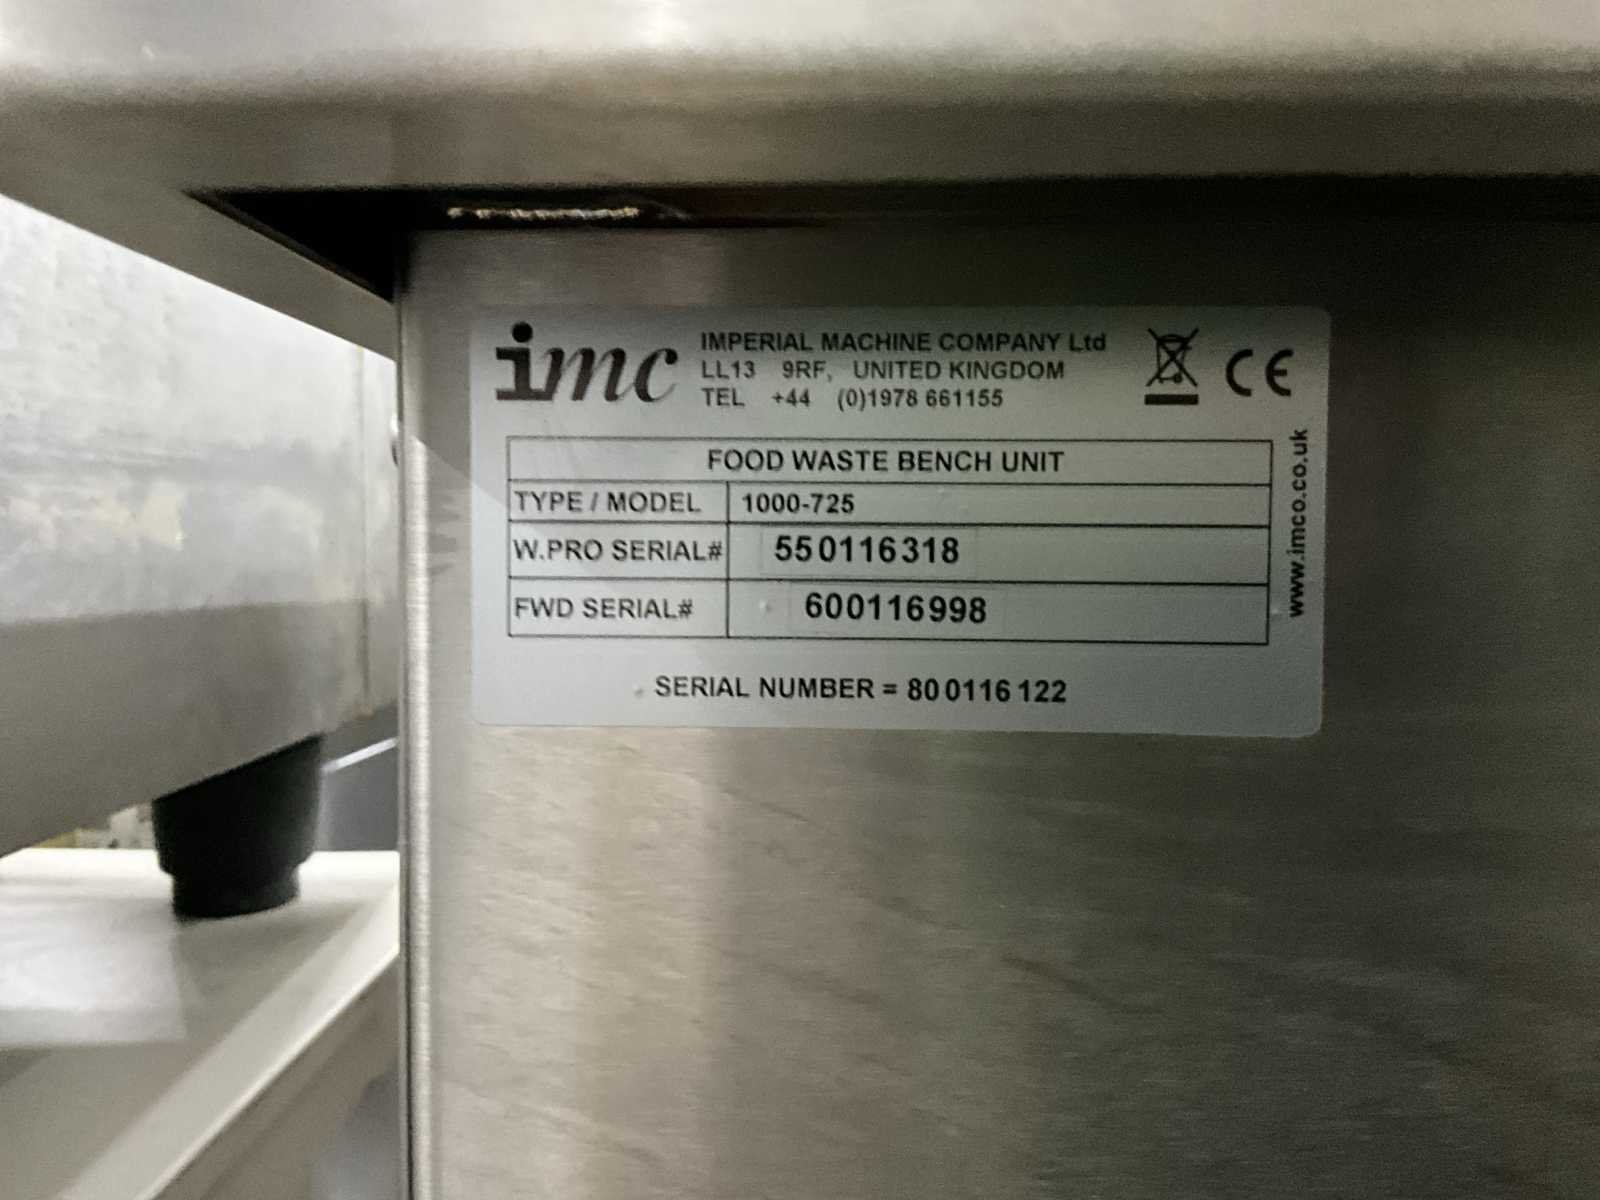 imc
IMPERIAL MACHINE COMPANY Ltd
LL13 9RF, UNITED KINGDOM
TEL +44 (0)1978 661155
CE
FOOD WASTE BENCH UNIT
TYPE / MODEL 1000-725
W.PRO SERIAL# 550116318
FWD SERIAL# 600116998
SERIAL NUMBER = 800116122
www.imco.co.uk